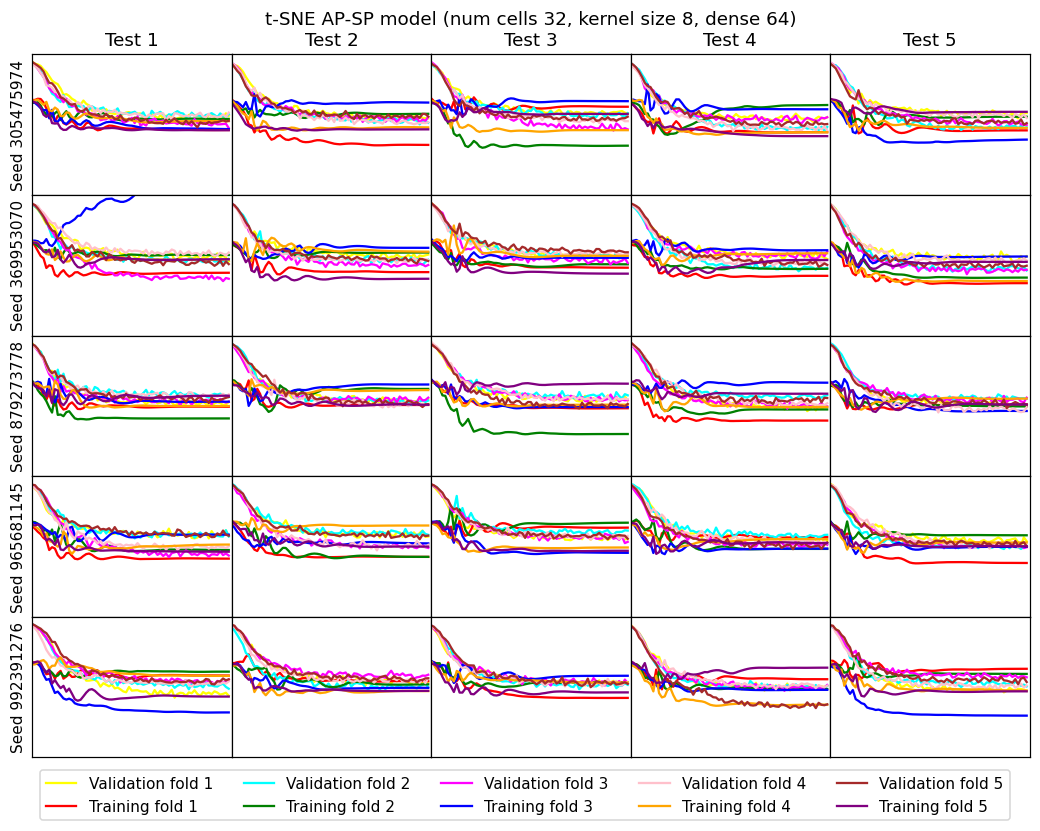 t-SNE AP-SP model (num cells 32, kernel size 8, dense 64)
Test 1 Test 2 Test 3 Test 4 Test 5
Seed 305475974
Seed 3869953070
Seed 879273778
Seed 965681145
Seed 992391276
Validation fold 1 Validation fold 2 Validation fold 3 Validation fold 4 Validation fold 5
Training fold 1 Training fold 2 Training fold 3 Training fold 4 Training fold 5